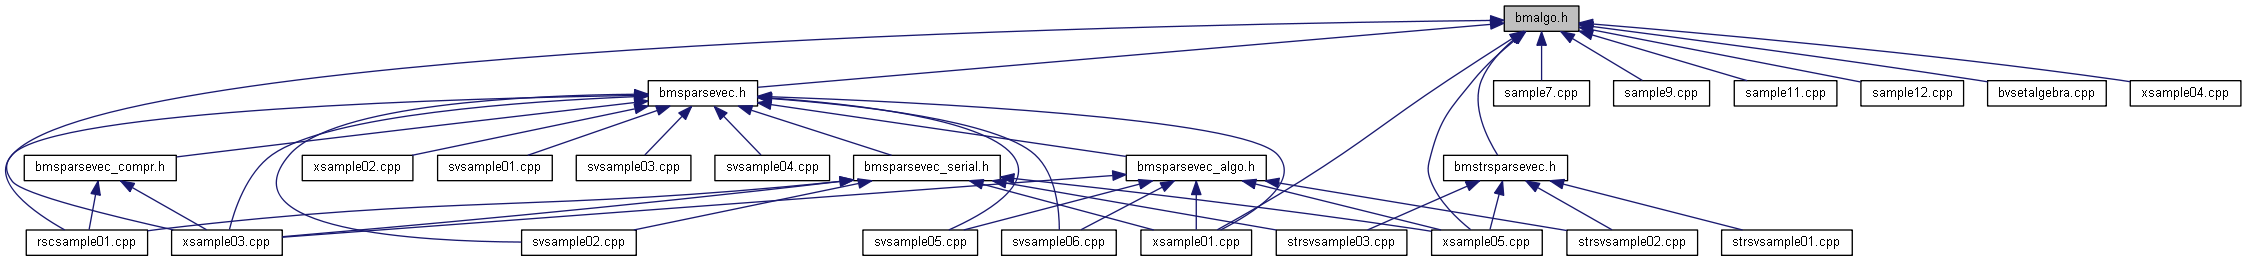 bmalgo.h
bmsparsevec.h
sample7.cpp
sample9.cpp
sample11.cpp
sample12.cpp
bvsetalgebra.cpp
xsample04.cpp
bmsparsevec_compr.h
xsample02.cpp
svsample01.cpp
svsample03.cpp
svsample04.cpp
bmsparsevec_serial.h
bmsparsevec_algo.h
bmstrsparsevec.h
rscsample01.cpp
xsample03.cpp
svsample02.cpp
svsample05.cpp
svsample06.cpp
xsample01.cpp
strsvsample03.cpp
xsample05.cpp
strsvsample02.cpp
strsvsample01.cpp